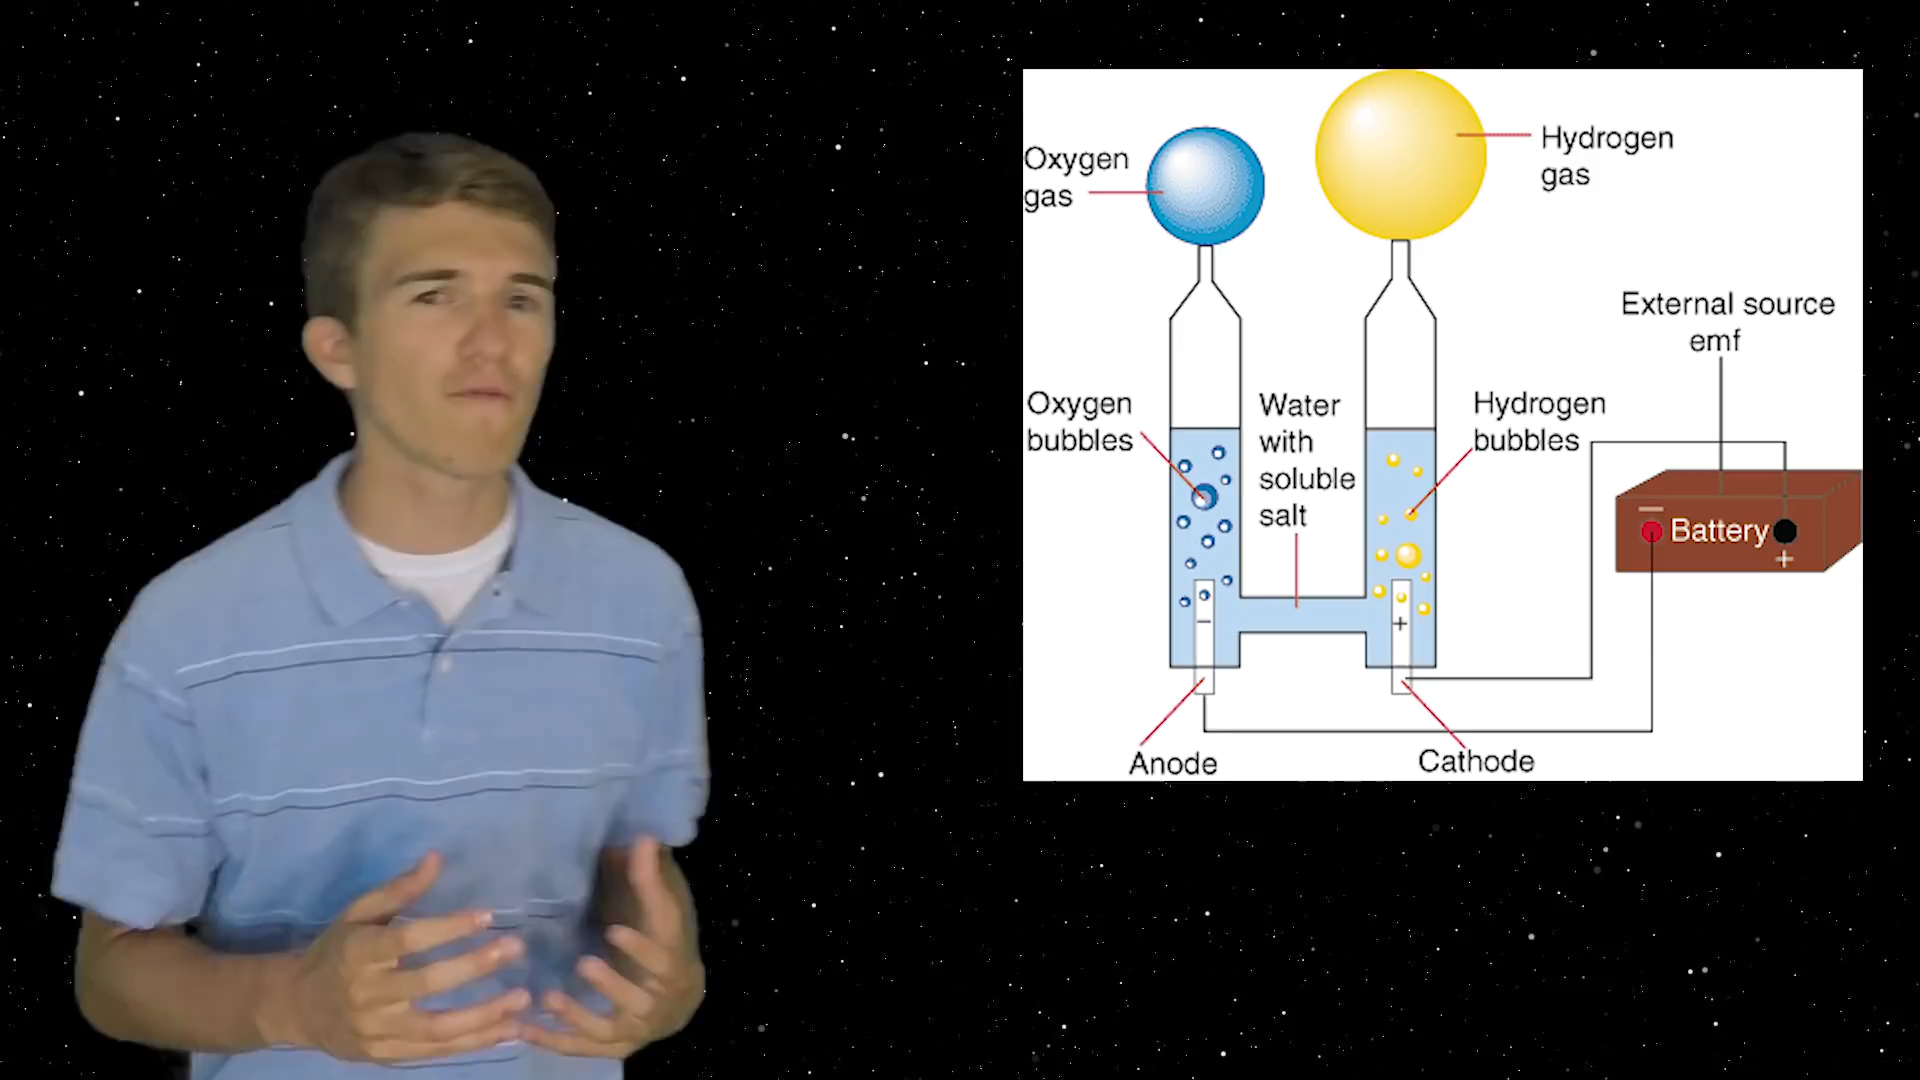 Oxygen
gas
Hydrogen
gas
External source
emf
Oxygen
bubbles
Water
with
soluble
salt
Hydrogen
bubbles
− Battery +
−
+
Anode
Cathode